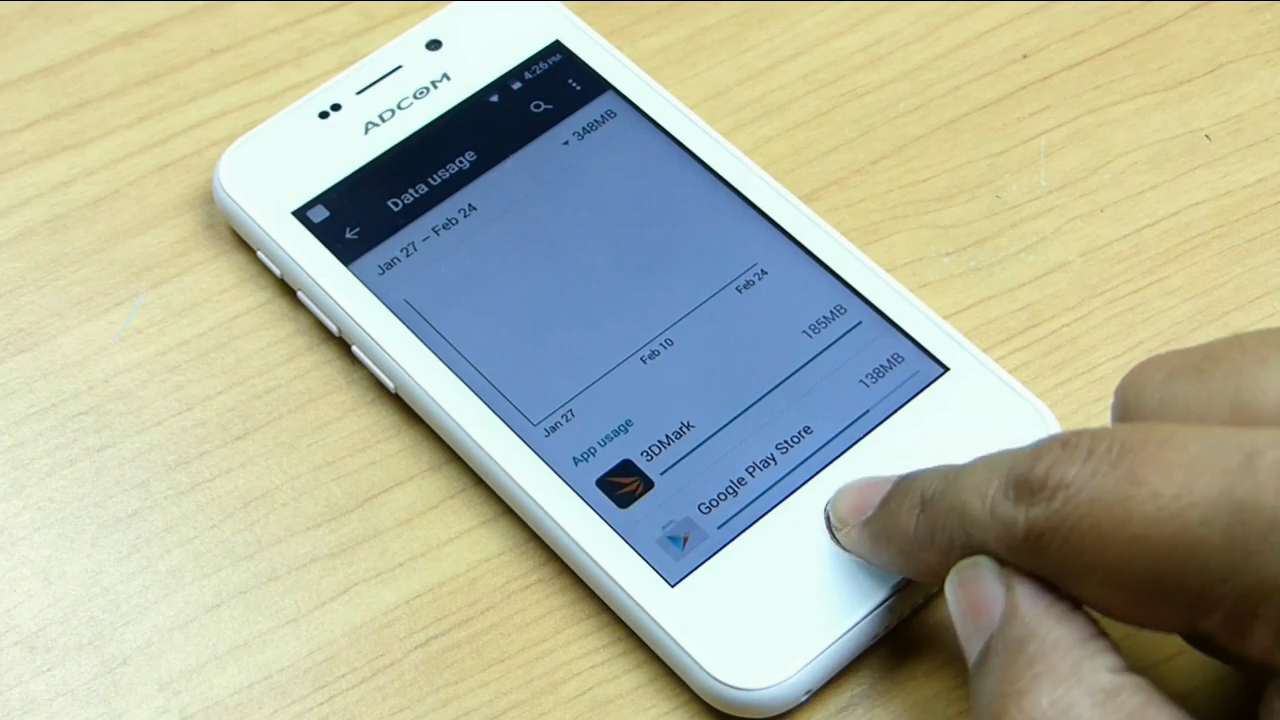 ADCOM
4:26 PM
Data usage
Jan 27 – Feb 24
348MB
Jan 27
Feb 10
Feb 24
App usage
3DMark
185MB
Google Play Store
138MB